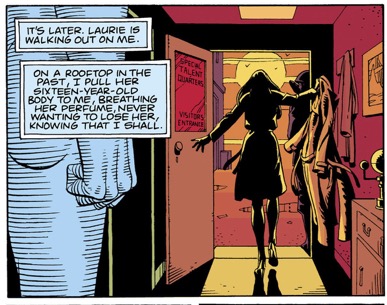 IT'S LATER. LAURIE IS
WALKING OUT ON ME.
ON A ROOFTOP IN THE
PAST, I PULL HER
SIXTEEN-YEAR-OLD
BODY TO ME, BREATHING
HER PERFUME, NEVER
WANTING TO LOSE HER,
KNOWING THAT I SHALL.
SPECIAL
TALENT
QUARTERS
VISITORS
ENTRANCE